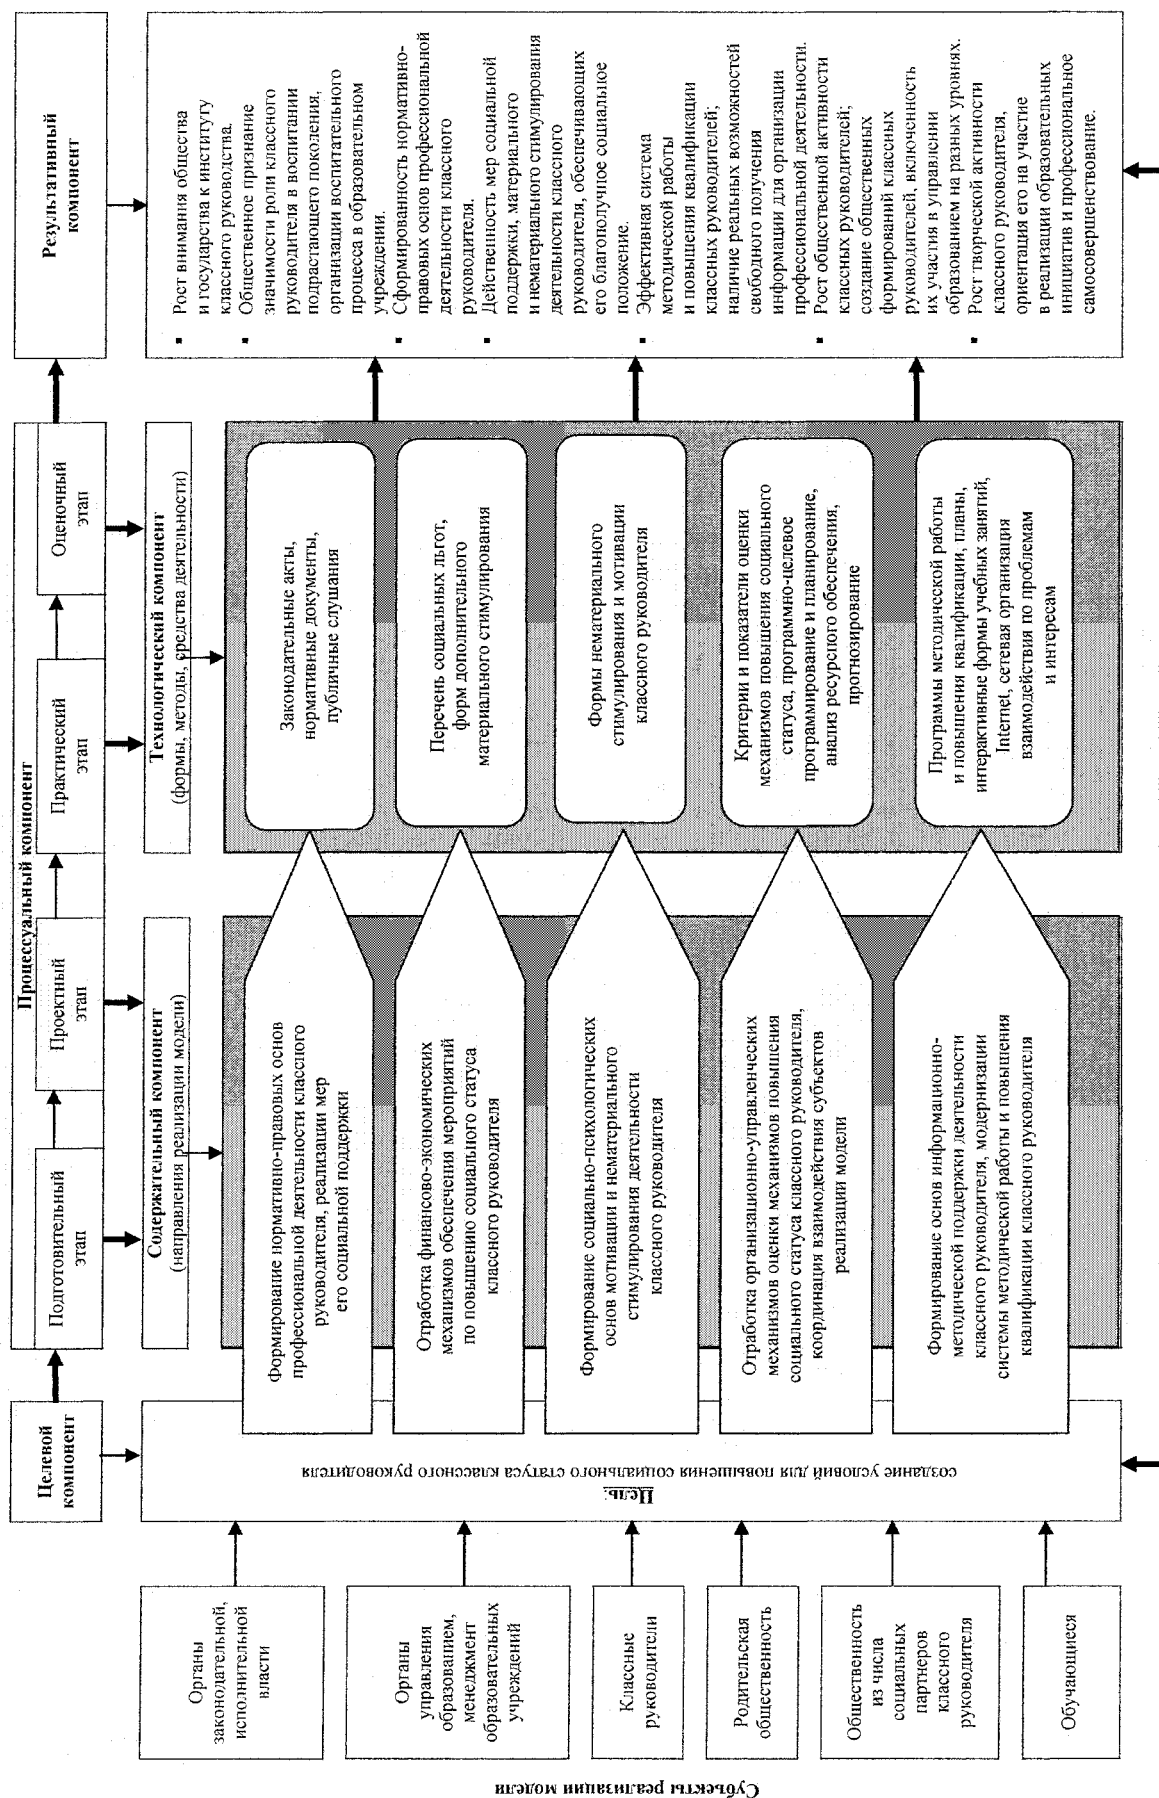 Субъекты реализации модели
Органы
законодательной,
исполнительной
власти
Органы
управления
образованием,
менеджмент
образовательных
учреждений
Классные
руководители
Родительская
общественность
Общественность
из числа
социальных
партнеров
классного
руководителя
Обучающиеся
Целевой
компонент
Цель:
создание условий для повышения социального статуса классного руководителя
Процессуальный компонент
Подготовительный
этап
Проектный
этап
Практический
этап
Оценочный
этап
Содержательный компонент
(направления реализации модели)
Формирование нормативно-правовых основ
профессиональной деятельности классного
руководителя, реализации мер
его социальной поддержки
Отработка финансово-экономических
механизмов обеспечения мероприятий
по повышению социального статуса
классного руководителя
Формирование социально-психологических
основ мотивации и нематериального
стимулирования деятельности
классного руководителя
Отработка организационно-управленческих
механизмов оценки механизмов повышения
социального статуса классного руководителя,
координация взаимодействия субъектов
реализации модели
Формирование основ информационно-
методической поддержки деятельности
классного руководителя, модернизации
системы методической работы и повышения
квалификации классного руководителя
Технологический компонент
(формы, методы, средства деятельности)
Законодательные акты,
нормативные документы,
публичные слушания
Перечень социальных льгот,
форм дополнительного
материального стимулирования
Формы нематериального
стимулирования и мотивации
классного руководителя
Критерии и показатели оценки
механизмов повышения социального
статуса, программно-целевое
программирование и планирование,
анализ ресурсного обеспечения,
прогнозирование
Программы методической работы
и повышения квалификации, планы,
интерактивные формы учебных занятий,
Internet, сетевая организация
взаимодействия по проблемам
и интересам
Результативный
компонент
▪ Рост внимания общества
и государства к институту
классного руководства.
▪ Общественное признание
значимости роли классного
руководителя в воспитании
подрастающего поколения,
организации воспитательного
процесса в образовательном
учреждении.
▪ Сформированность нормативно-
правовых основ профессиональной
деятельности классного
руководителя.
▪ Действенность мер социальной
поддержки, материального
и нематериального стимулирования
деятельности классного
руководителя, обеспечивающих
его благополучное социальное
положение.
▪ Эффективная система
методической работы
и повышения квалификации
классных руководителей;
наличие реальных возможностей
свободного получения
информации для организации
профессиональной деятельности.
▪ Рост общественной активности
классных руководителей;
создание общественных
формирований классных
руководителей, включенность
их участия в управлении
образованием на разных уровнях.
▪ Рост творческой активности
классного руководителя,
ориентация его на участие
в реализации образовательных
инициатив и профессиональное
самосовершенствование.